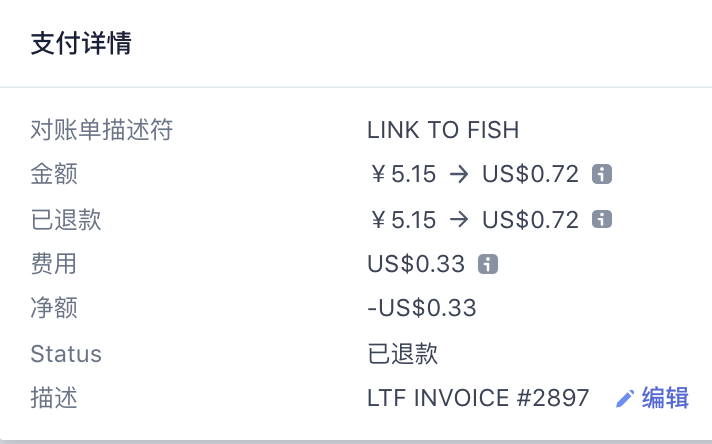 支付详情
对账单描述符 LINK TO FISH
金额 ¥5.15 → US$0.72
已退款 ¥5.15 → US$0.72
费用 US$0.33
净额 -US$0.33
Status 已退款
描述 LTF INVOICE #2897 编辑